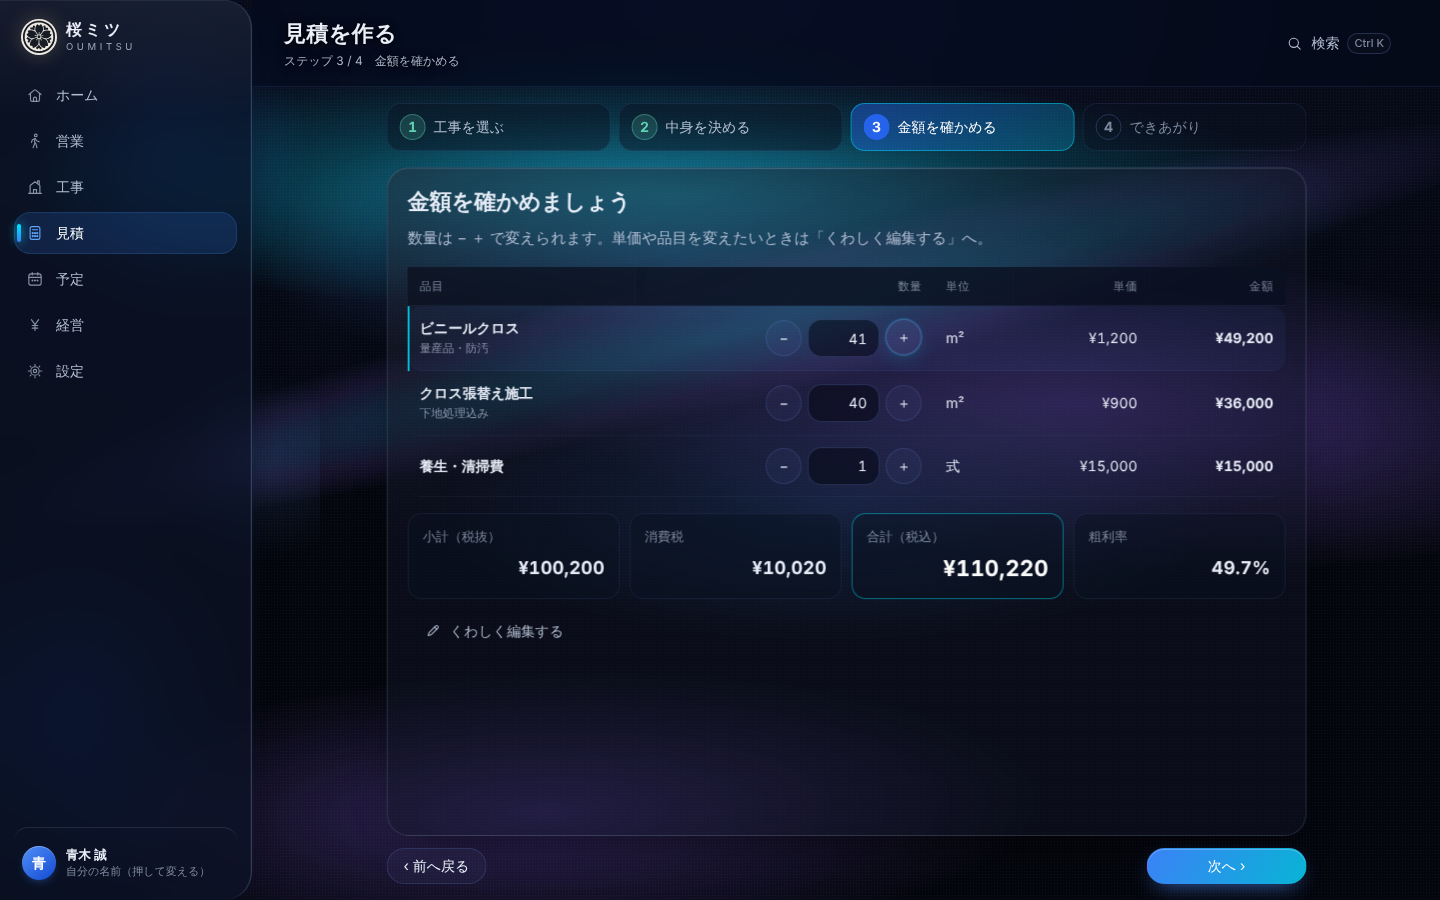 桜ミツ
OUMITSU
ホーム
営業
工事
見積
予定
経営
設定
青
青木 誠
自分の名前（押して変える）
見積を作る
ステップ 3 / 4　金額を確かめる
検索 Ctrl K
1 工事を選ぶ
2 中身を決める
3 金額を確かめる
4 できあがり
金額を確かめましょう
数量は − ＋ で変えられます。単価や品目を変えたいときは「くわしく編集する」へ。
品目 数量 単位 単価 金額
ビニールクロス − 41 + m² ¥1,200 ¥49,200
量産品・防汚
クロス張替え施工 − 40 + m² ¥900 ¥36,000
下地処理込み
養生・清掃費 − 1 + 式 ¥15,000 ¥15,000
小計（税抜） 消費税 合計（税込） 粗利率
¥100,200 ¥10,020 ¥110,220 49.7%
くわしく編集する
‹ 前へ戻る
次へ ›